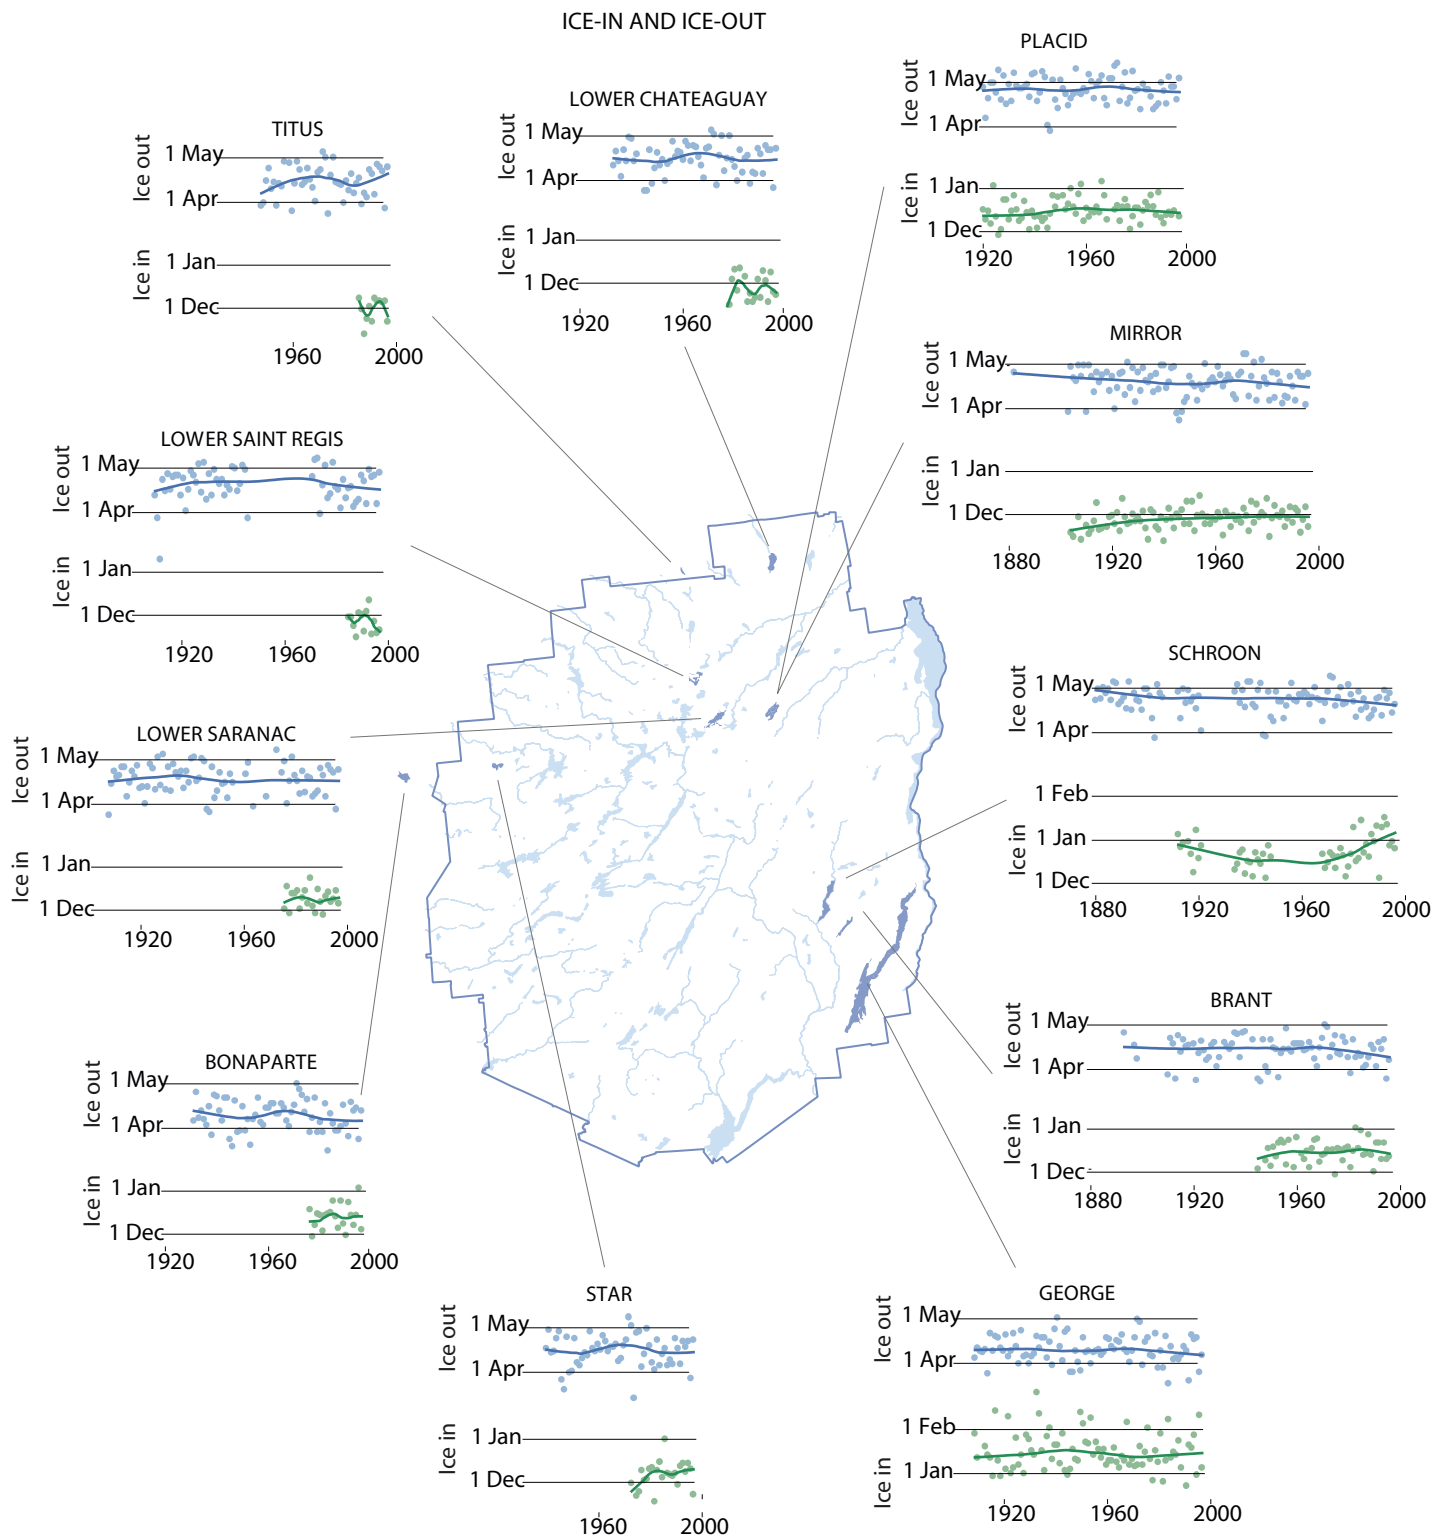 ICE-IN AND ICE-OUT
PLACID
Ice out
1 May
1 Apr
Ice in
1 Jan
1 Dec
1920 1960 2000
LOWER CHATEAGUAY
Ice out
1 May
1 Apr
Ice in
1 Jan
1 Dec
1920 1960 2000
TITUS
Ice out
1 May
1 Apr
Ice in
1 Jan
1 Dec
1960 2000
MIRROR
Ice out
1 May
1 Apr
Ice in
1 Jan
1 Dec
1880 1920 1960 2000
LOWER SAINT REGIS
Ice out
1 May
1 Apr
Ice in
1 Jan
1 Dec
1920 1960 2000
SCHROON
Ice out
1 May
1 Apr
Ice in
1 Feb
1 Jan
1 Dec
1880 1920 1960 2000
LOWER SARANAC
Ice out
1 May
1 Apr
Ice in
1 Jan
1 Dec
1920 1960 2000
BRANT
Ice out
1 May
1 Apr
Ice in
1 Jan
1 Dec
1880 1920 1960 2000
BONAPARTE
Ice out
1 May
1 Apr
Ice in
1 Jan
1 Dec
1920 1960 2000
STAR
Ice out
1 May
1 Apr
Ice in
1 Jan
1 Dec
1960 2000
GEORGE
Ice out
1 May
1 Apr
Ice in
1 Feb
1 Jan
1920 1960 2000